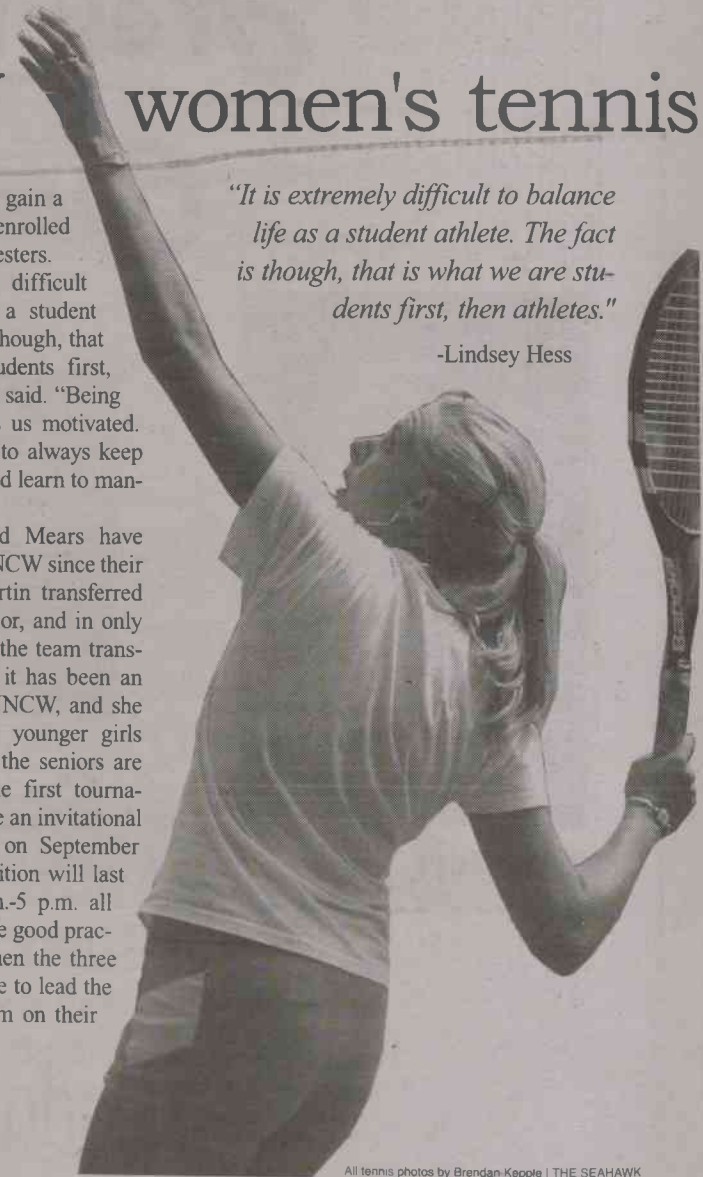 women's tennis
“It is extremely difficult to balance
life as a student athlete. The fact
is though, that is what we are stu-
dents first, then athletes."
-Lindsey Hess
gain a
enrolled
esters.
difficult
a student
hough, that
udents first,
said. “Being
us motivated.
to always keep
d learn to man-
d Mears have
NCW since their
rtin transferred
or, and in only
the team trans-
it has been an
NCW, and she
younger girls
the seniors are
e first tourna-
e an invitational
on September
ition will last
.-5 p.m. all
e good prac-
en the three
e to lead the
m on their
All tennis photos by Brendan Kepple | THE SEAHAWK